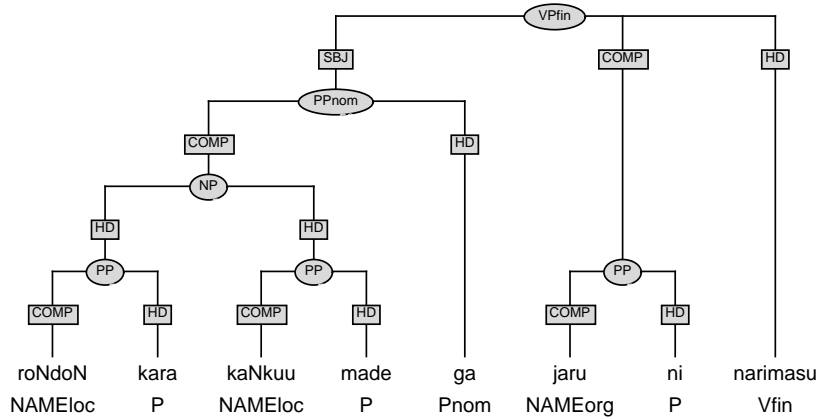 VPfin
SBJ COMP HD
PPnom
COMP HD
NP
HD HD
PP PP PP
COMP HD COMP HD COMP HD
roNdoN kara kaNkuu made ga jaru ni narimasu
NAMEloc P NAMEloc P Pnom NAMEorg P Vfin